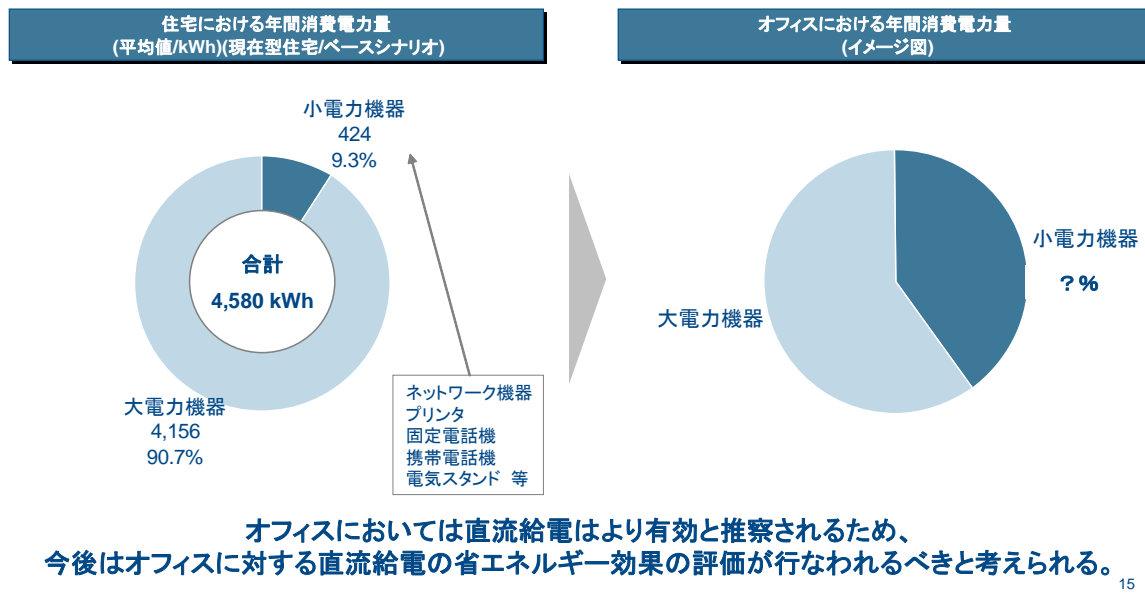 住宅における年間消費電力量
(平均値/kWh)(現在型住宅/ベースシナリオ)
オフィスにおける年間消費電力量
(イメージ図)
小電力機器
424
9.3%
合計
4,580 kWh
大電力機器
4,156
90.7%
ネットワーク機器
プリンタ
固定電話機
携帯電話機
電気スタンド 等
小電力機器
？%
大電力機器
オフィスにおいては直流給電はより有効と推察されるため、
今後はオフィスに対する直流給電の省エネルギー効果の評価が行なわれるべきと考えられる。
15